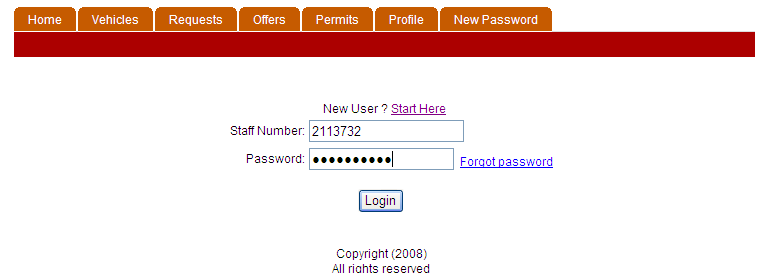 Home Vehicles Requests Offers Permits Profile New Password
New User ? Start Here
Staff Number: 2113732
Password: ●●●●●●●●●● Forgot password
Login
Copyright (2008)
All rights reserved